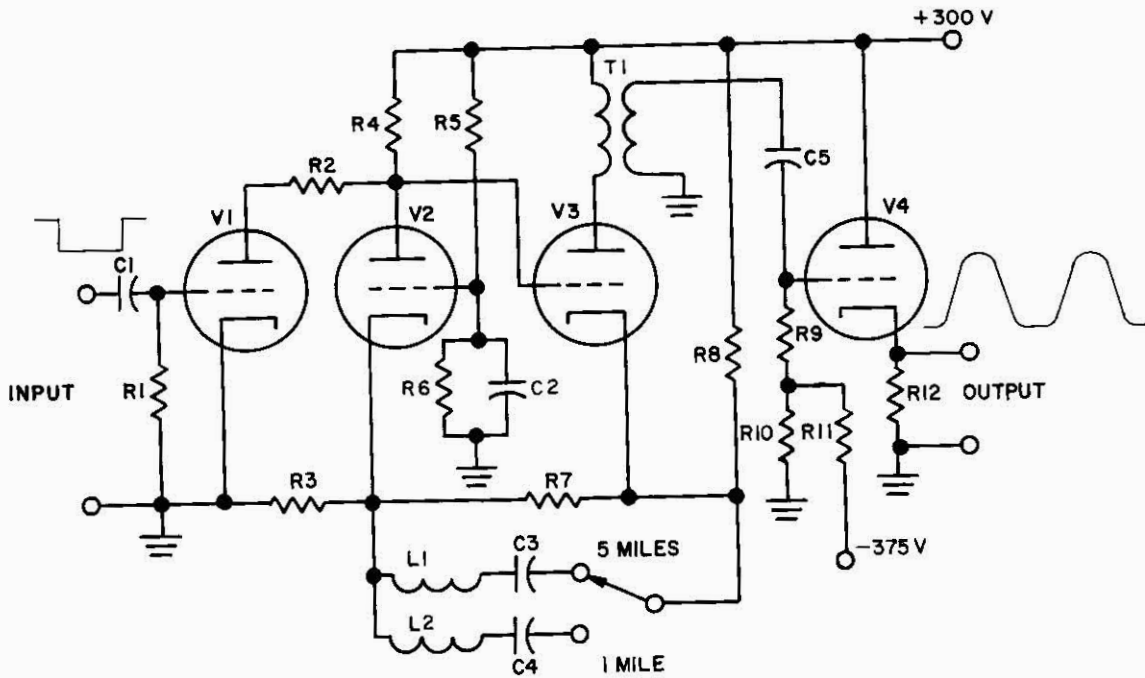 +300 V
T1
R4
R5
C5
R2
V1
V2
V3
V4
C1
R9
R8
R6
C2
INPUT
R1
R12
OUTPUT
R10
R11
R3
R7
-375 V
C3
5 MILES
L1
L2
C4
1 MILE